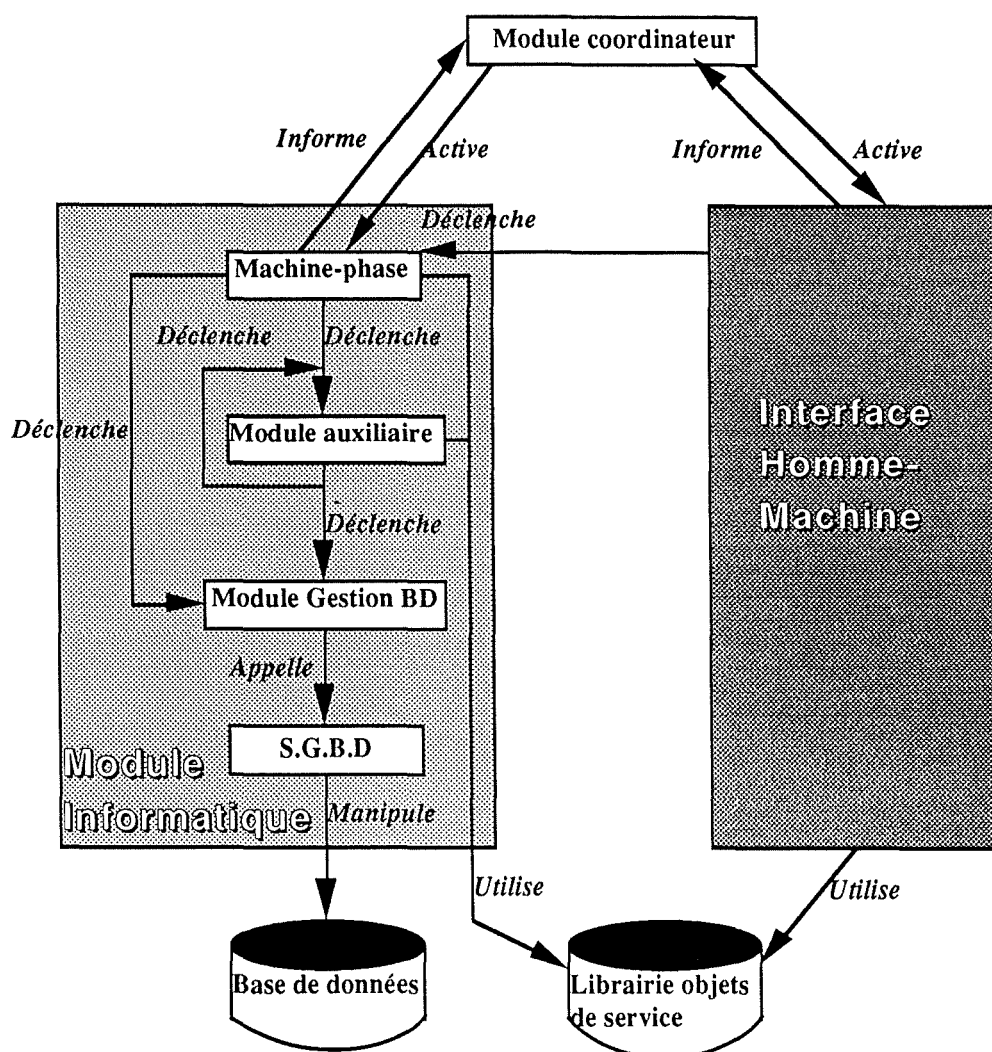 Module coordinateur
Informe
Active
Informe
Active
Déclenche
Machine-phase
Déclenche
Déclenche
Module auxiliaire
Déclenche
Déclenche
Module Gestion BD
Appelle
S.G.B.D
Module
Informatique
Manipule
Interface
Homme-
Machine
Utilise
Utilise
Base de données
Librairie objets
de service